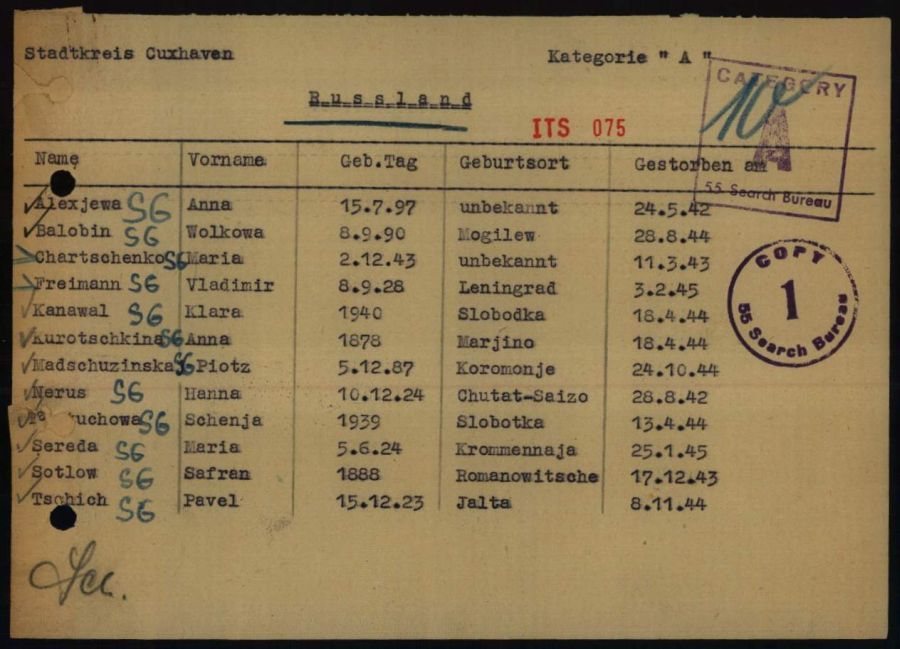 Stadtkreis Cuxhaven Kategorie " A "
Russland
ITS 075
CATEGORY
A
55 Search Bureau
10
Name Vorname Geb.Tag Geburtsort Gestorben am
Alexjewa SG Anna 15.7.97 unbekannt 24.5.42
Balobin SG Wolkowa 8.9.90 Mogilew 28.8.44
Chartschenko SG Maria 2.12.43 unbekannt 11.3.43
Freimann SG Vladimir 8.9.28 Leningrad 3.2.45
Kanawal SG Klara 1940 Slobodka 18.4.44
Kurotschkina SG Anna 1878 Marjino 18.4.44
Madschuzinska SG Piotz 5.12.87 Koromonje 24.10.44
Nerus SG Hanna 10.12.24 Chutat-Saizo 28.8.42
SG Schenja 1939 Slobotka 13.4.44
Sereda SG Maria 5.6.24 Krommennaja 25.1.45
Sotlow SG Safran 1888 Romanowitsche 17.12.43
Tschich SG Pavel 15.12.23 Jalta 8.11.44
COPY
1
55 Search Bureau